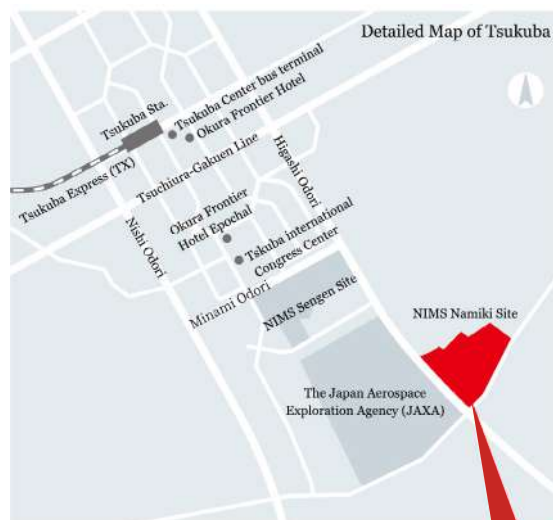 Detailed Map of Tsukuba
Tsukuba Sta.
Tsukuba Center bus terminal
Okura Frontier Hotel
Tsukuba Express (TX)
Tsuchiura-Gakuen Line
Higashi Odori
Nishi Odori
Okura Frontier
Hotel Epochal
Tskuba international
Congress Center
Minami Odori
NIMS Sengen Site
NIMS Namiki Site
The Japan Aerospace
Exploration Agency (JAXA)